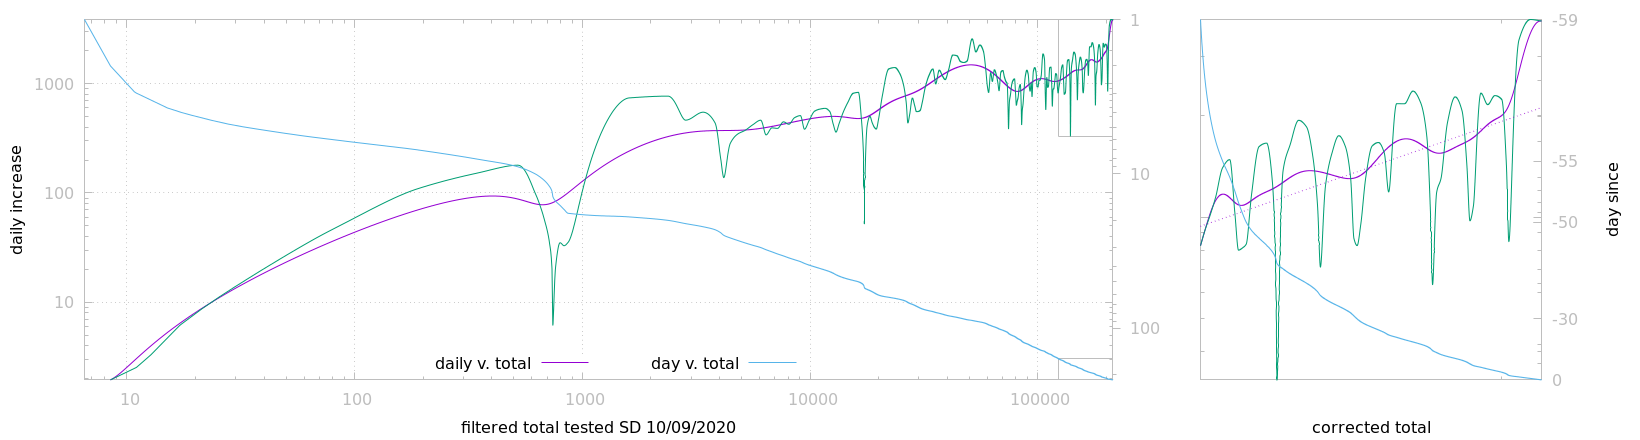 daily increase
1000
100
10
10
100
1000
10000
100000
1
10
100
daily v. total
day v. total
filtered total tested SD 10/09/2020
-59
-55
-50
-30
0
day since
corrected total